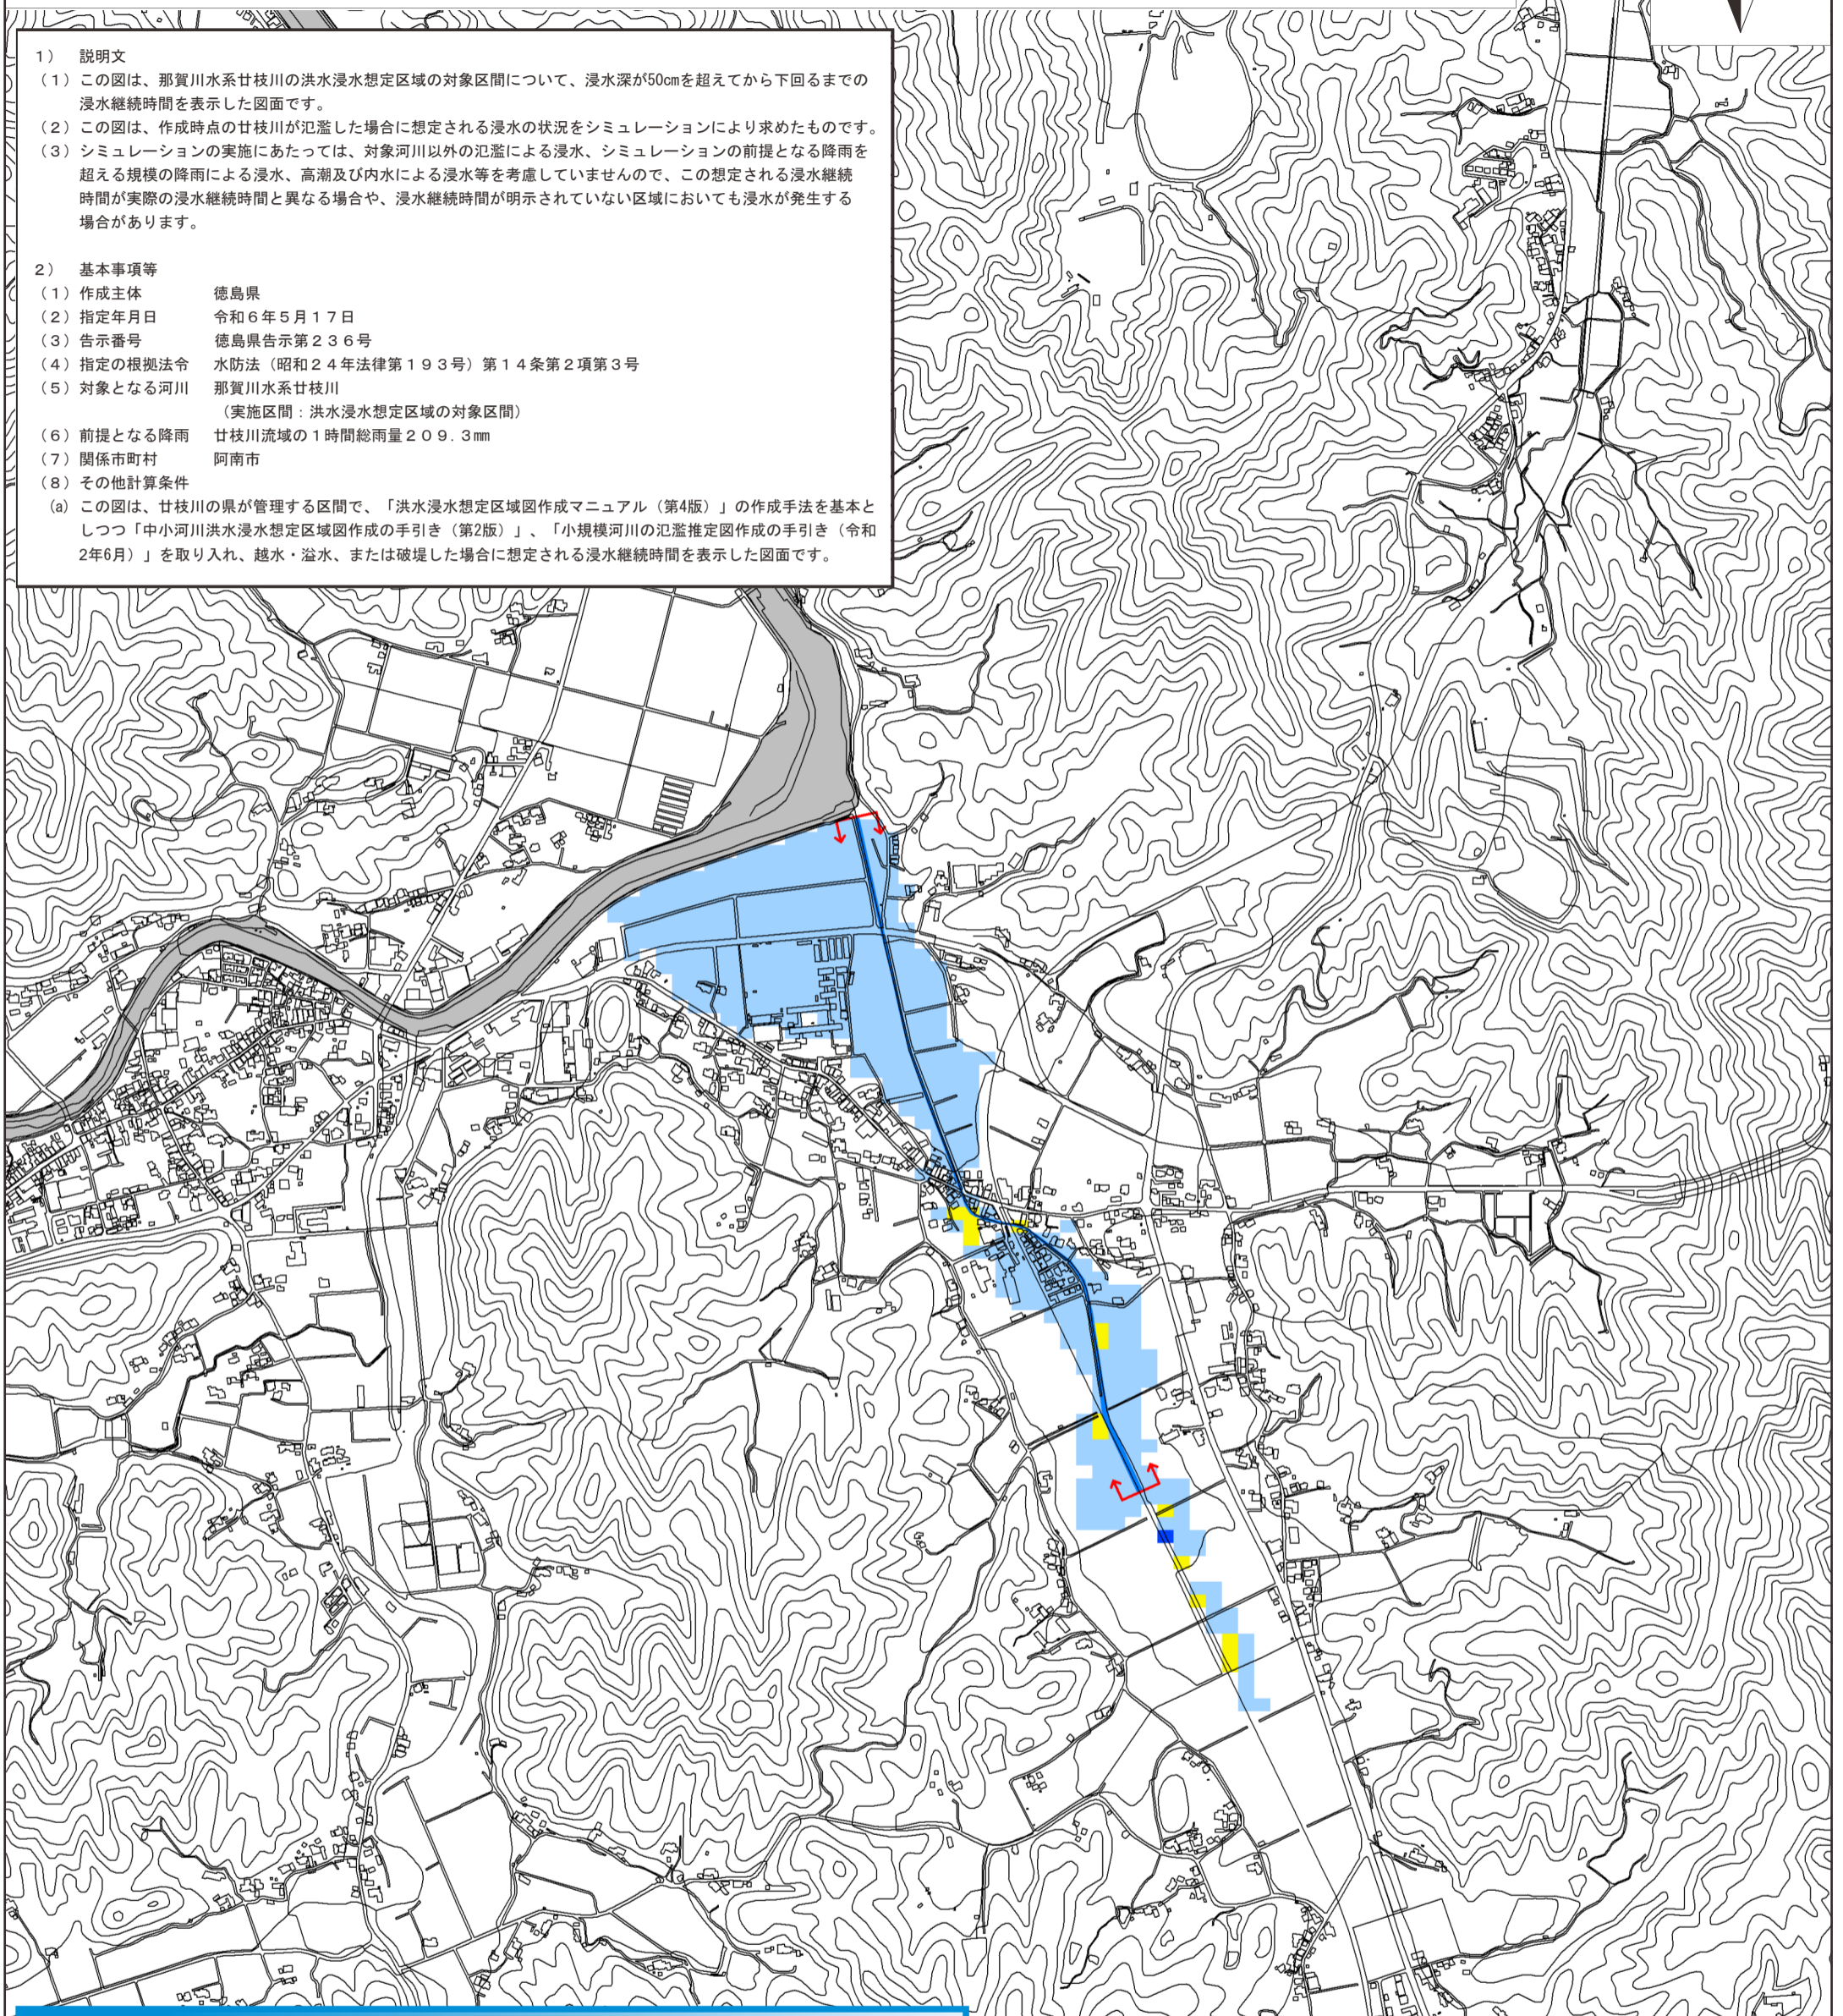 １） 説明文
（１）この図は、那賀川水系廿枝川の洪水浸水想定区域の対象区間について、浸水深が50cmを超えてから下回るまでの
浸水継続時間を表示した図面です。
（２）この図は、作成時点の廿枝川が氾濫した場合に想定される浸水の状況をシミュレーションにより求めたものです。
（３）シミュレーションの実施にあたっては、対象河川以外の氾濫による浸水、シミュレーションの前提となる降雨を
超える規模の降雨による浸水、高潮及び内水による浸水等を考慮していませんので、この想定される浸水継続
時間が実際の浸水継続時間と異なる場合や、浸水継続時間が明示されていない区域においても浸水が発生する
場合があります。
２） 基本事項等
（１）作成主体 徳島県
（２）指定年月日 令和６年５月１７日
（３）告示番号 徳島県告示第２３６号
（４）指定の根拠法令 水防法（昭和２４年法律第１９３号）第１４条第２項第３号
（５）対象となる河川 那賀川水系廿枝川
（実施区間：洪水浸水想定区域の対象区間）
（６）前提となる降雨 廿枝川流域の１時間総雨量２０９．３㎜
（７）関係市町村 阿南市
（８）その他計算条件
(a) この図は、廿枝川の県が管理する区間で、「洪水浸水想定区域図作成マニュアル（第4版）」の作成手法を基本と
しつつ「中小河川洪水浸水想定区域図作成の手引き（第2版）」、「小規模河川の氾濫推定図作成の手引き（令和
2年6月）」を取り入れ、越水・溢水、または破堤した場合に想定される浸水継続時間を表示した図面です。